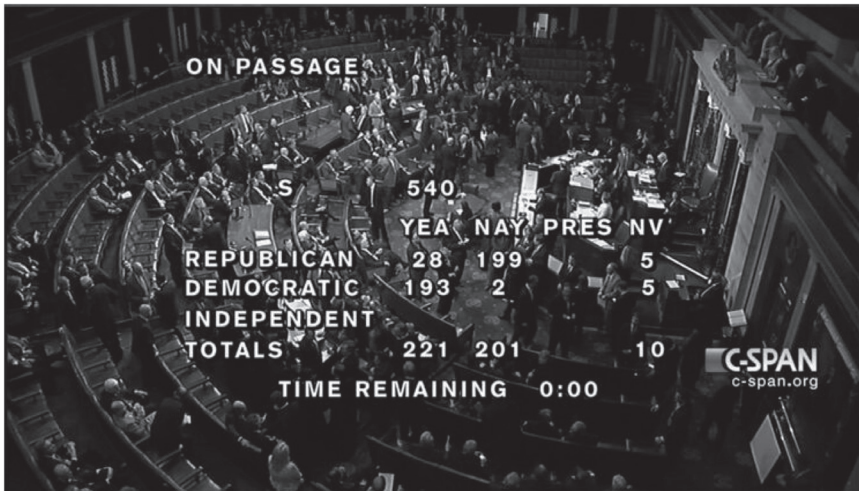 ON PASSAGE
S 540
YEA NAY PRES NV
REPUBLICAN 28 199 5
DEMOCRATIC 193 2 5
INDEPENDENT
TOTALS 221 201 10
C-SPAN
c-span.org
TIME REMAINING 0:00